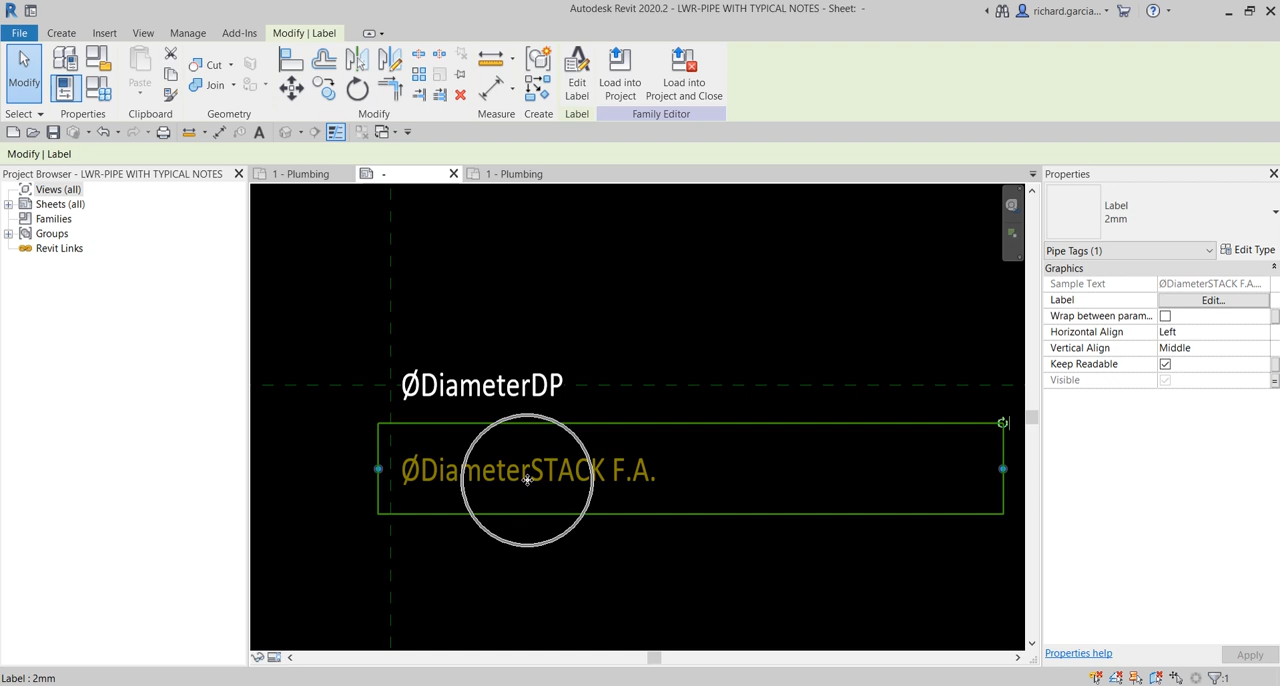 Autodesk Revit 2020.2 - LWR-PIPE WITH TYPICAL NOTES - Sheet: -
richard.garcia...
File Create Insert View Manage Add-Ins Modify | Label
Modify Paste Cut Join Edit Label Load into Project Load into Project and Close
Select Properties Clipboard Geometry Modify Measure Create Label Family Editor
Modify | Label
Project Browser - LWR-PIPE WITH TYPICAL NOTES
1 - Plumbing
-
1 - Plumbing
Properties
Views (all)
Sheets (all)
Families
Groups
Revit Links
Label
2mm
Pipe Tags (1) Edit Type
Graphics
Sample Text ØDiameterSTACK F.A....
Label Edit...
Wrap between param...
Horizontal Align Left
Vertical Align Middle
Keep Readable
Visible
ØDiameterDP
ØDiameterSTACK F.A.
Properties help Apply
Label : 2mm
:1